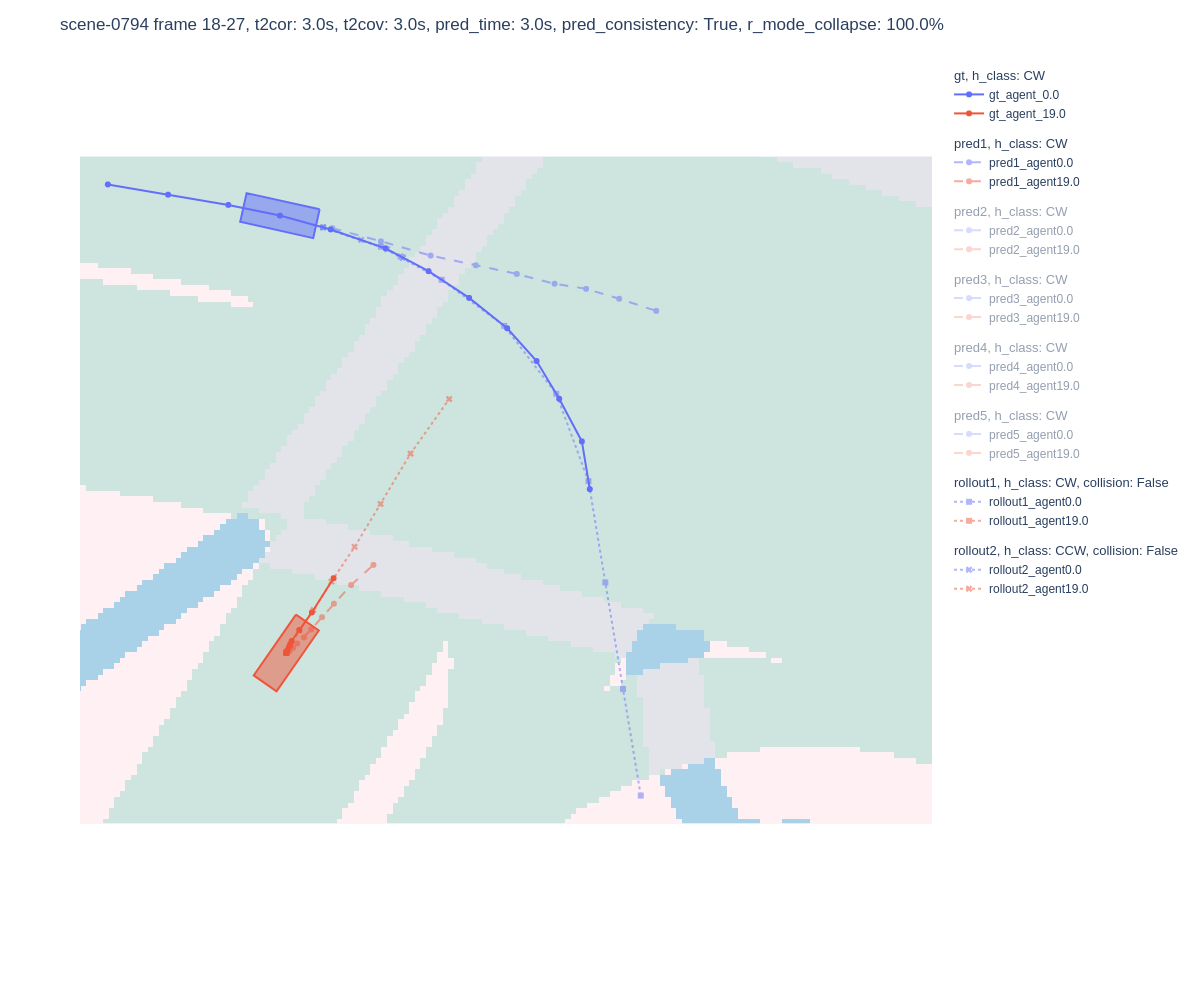 scene-0794 frame 18-27, t2cor: 3.0s, t2cov: 3.0s, pred_time: 3.0s, pred_consistency: True, r_mode_collapse: 100.0%
gt, h_class: CW
gt_agent_0.0
gt_agent_19.0
pred1, h_class: CW
pred1_agent0.0
pred1_agent19.0
pred2, h_class: CW
pred2_agent0.0
pred2_agent19.0
pred3, h_class: CW
pred3_agent0.0
pred3_agent19.0
pred4, h_class: CW
pred4_agent0.0
pred4_agent19.0
pred5, h_class: CW
pred5_agent0.0
pred5_agent19.0
rollout1, h_class: CW, collision: False
rollout1_agent0.0
rollout1_agent19.0
rollout2, h_class: CCW, collision: False
rollout2_agent0.0
rollout2_agent19.0